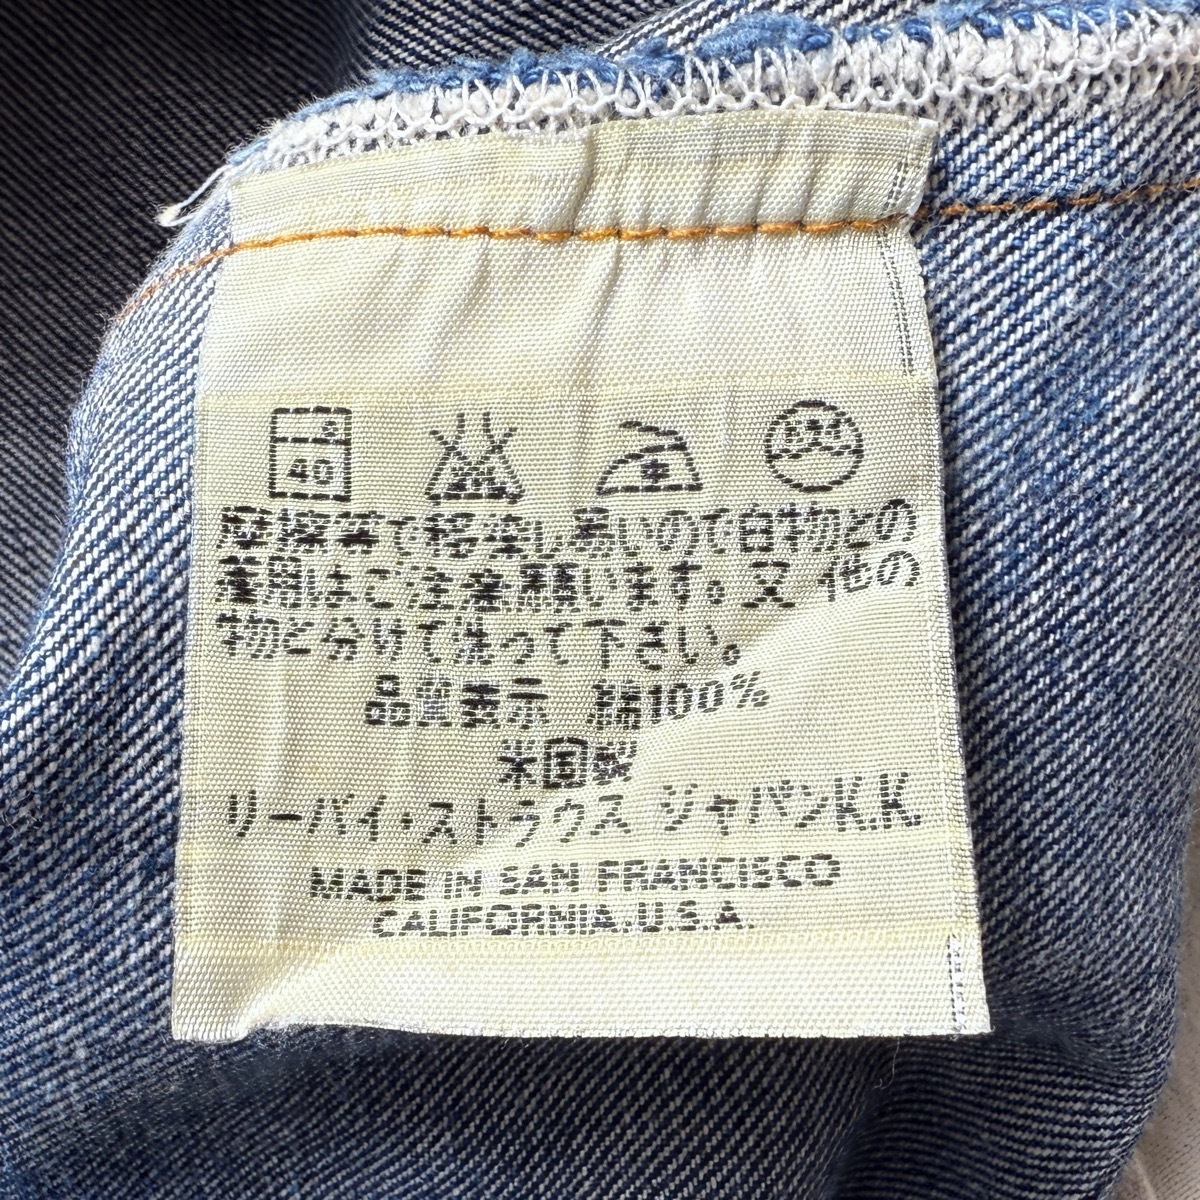 40
摩擦等で移染し易いので白物との
着用はご注意願います。又 他の
物と分けて洗って下さい。
品質表示 綿100%
米国製
リーバイ・ストラウス ジャパンK.K.
MADE IN SAN FRANCISCO
CALIFORNIA.U.S.A.